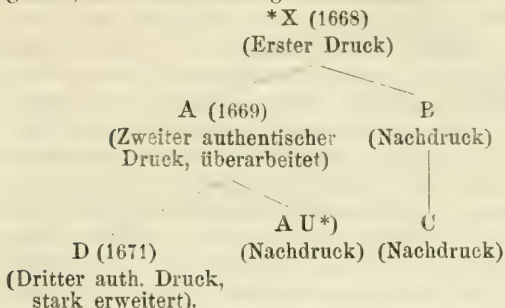 *X (1668)
(Erster Druck)
A (1669) B
(Zweiter authentischer (Nachdruck)
Druck, überarbeitet)
A U*) C
D (1671) (Nachdruck) (Nachdruck)
(Dritter auth. Druck,
stark erweitert).